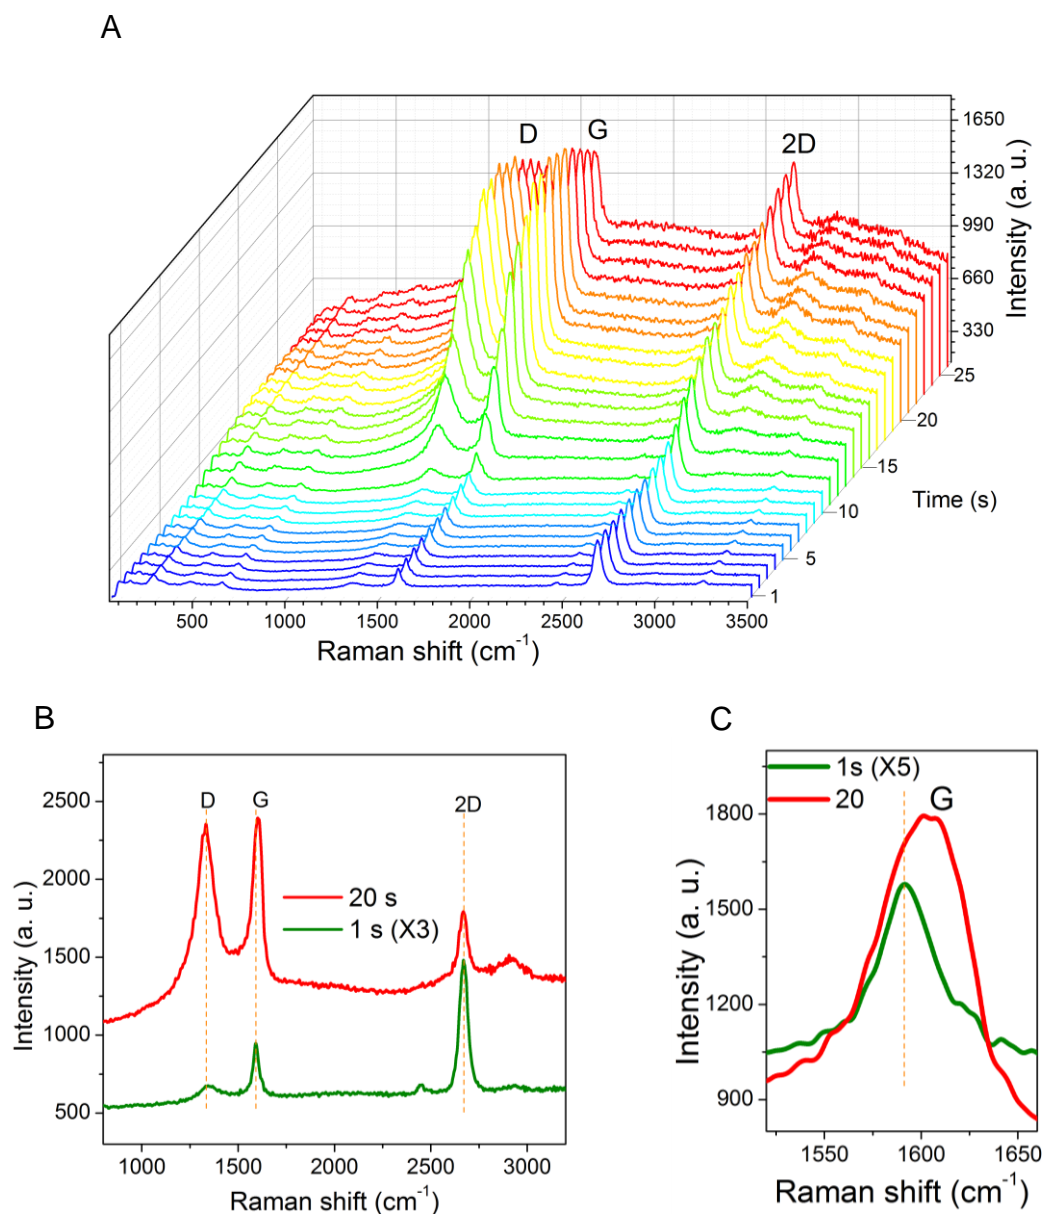 A
D
G
2D
1650
1320
990
660
330
Intensity (a. u.)
25
20
15
10
5
1
Time (s)
500 1000 1500 2000 2500 3000 3500
Raman shift (cm⁻¹)
B
2500
2000
1500
1000
500
Intensity (a. u.)
D
G
2D
20 s
1 s (X3)
1000 1500 2000 2500 3000
Raman shift (cm⁻¹)
C
1800
1500
1200
900
Intensity (a. u.)
1s (X5)
20
G
1550 1600 1650
Raman shift (cm⁻¹)